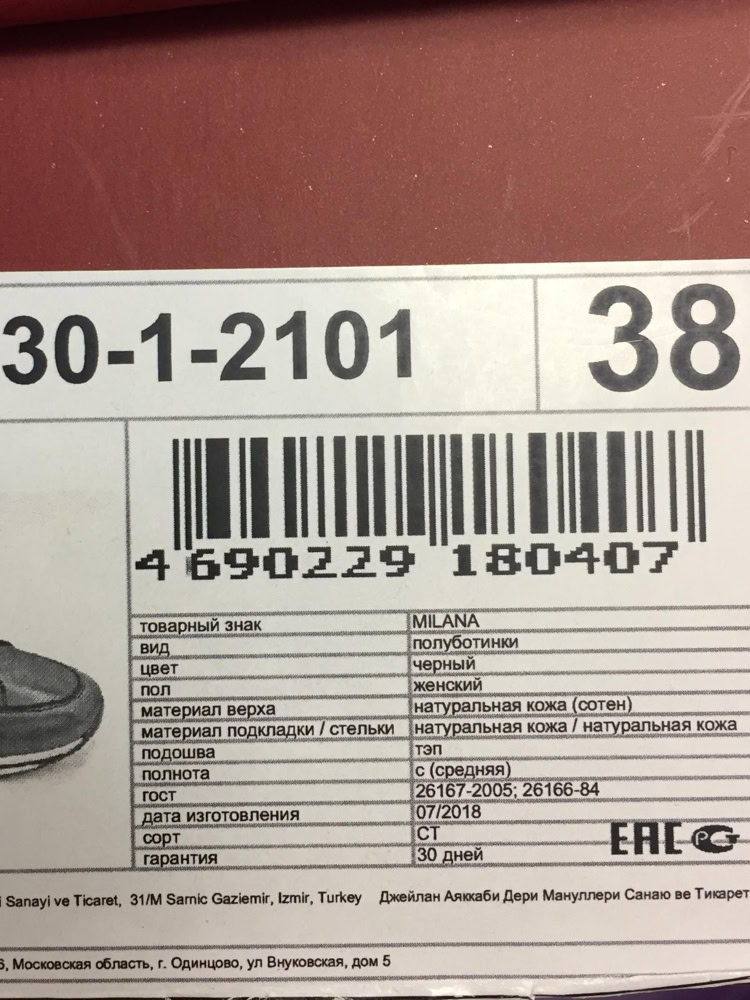 30-1-2101 38
4 690229 180407
товарный знак MILANA
вид полуботинки
цвет черный
пол женский
материал верха натуральная кожа (сотен)
материал подкладки / стельки натуральная кожа / натуральная кожа
подошва тэп
полнота с (средняя)
гост 26167-2005; 26166-84
дата изготовления 07/2018
сорт СТ
гарантия 30 дней
EAC РСТ
i Sanayi ve Ticaret, 31/M Sarnic Gaziemir, Izmir, Turkey Джейлан Аяккаби Дери Мануллери Санаю ве Тикарет
6, Московская область, г. Одинцово, ул Внуковская, дом 5